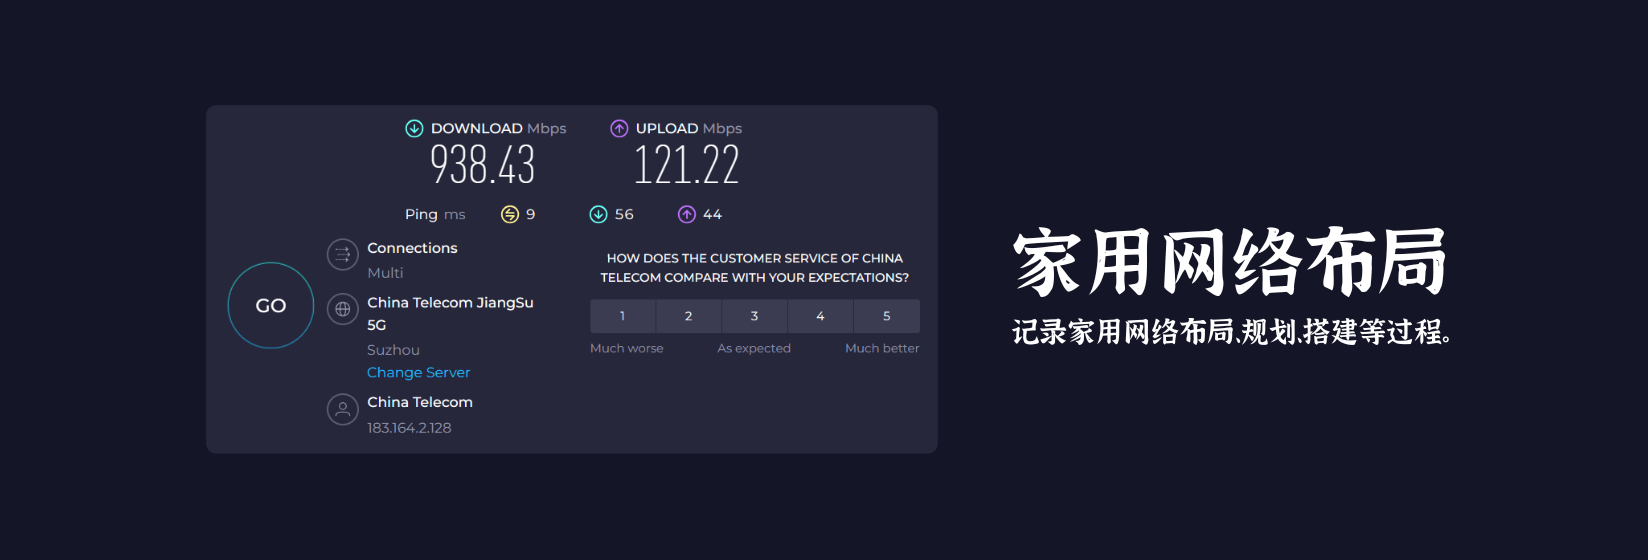 DOWNLOAD Mbps
938.43
UPLOAD Mbps
121.22
Ping ms 9 56 44
GO
Connections
Multi
China Telecom JiangSu
5G
Suzhou
Change Server
China Telecom
183.164.2.128
HOW DOES THE CUSTOMER SERVICE OF CHINA
TELECOM COMPARE WITH YOUR EXPECTATIONS?
1 2 3 4 5
Much worse As expected Much better
家用网络布局
记录家用网络布局、规划、搭建等过程。